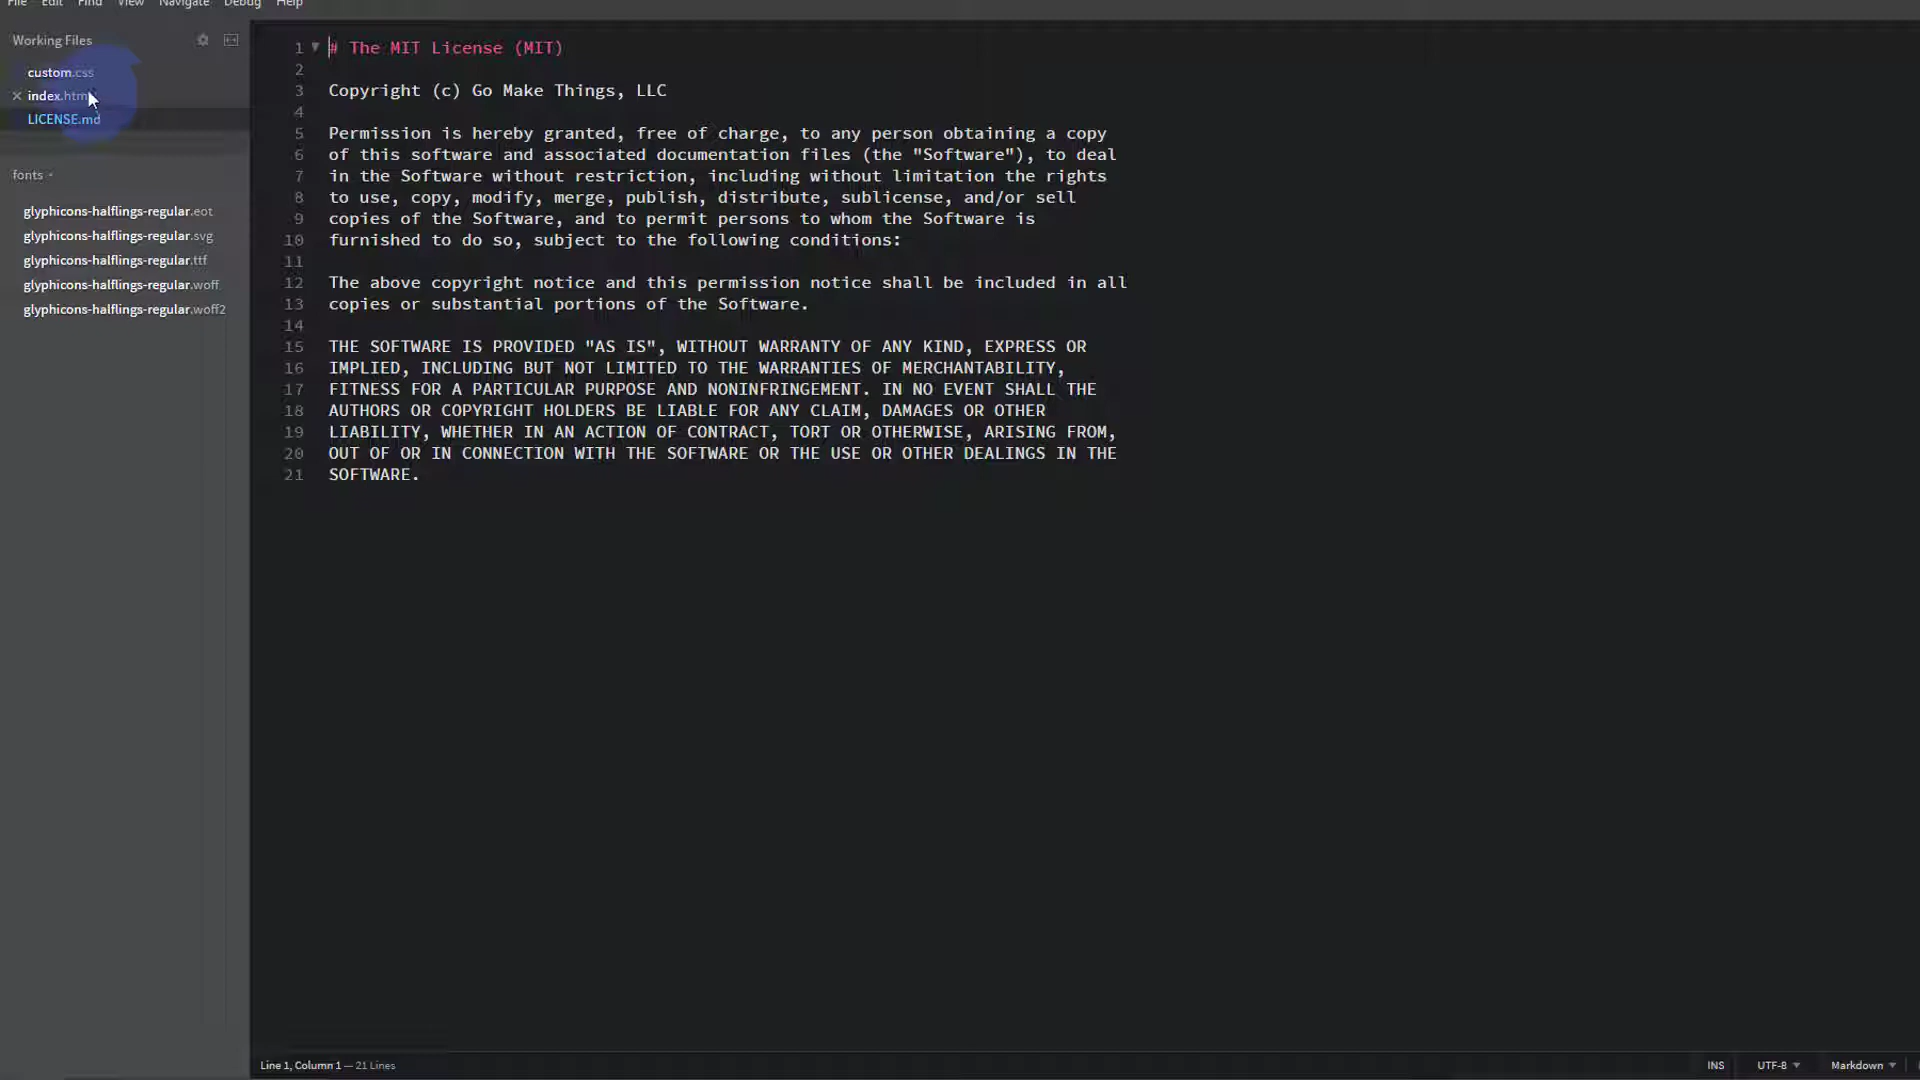 File Edit Find View Navigate Debug Help
Working Files
custom.css
index.htm
LICENSE.md
fonts
glyphicons-halflings-regular.eot
glyphicons-halflings-regular.svg
glyphicons-halflings-regular.ttf
glyphicons-halflings-regular.woff
glyphicons-halflings-regular.woff2
1 # The MIT License (MIT)
2
3 Copyright (c) Go Make Things, LLC
4
5 Permission is hereby granted, free of charge, to any person obtaining a copy
6 of this software and associated documentation files (the "Software"), to deal
7 in the Software without restriction, including without limitation the rights
8 to use, copy, modify, merge, publish, distribute, sublicense, and/or sell
9 copies of the Software, and to permit persons to whom the Software is
10 furnished to do so, subject to the following conditions:
11
12 The above copyright notice and this permission notice shall be included in all
13 copies or substantial portions of the Software.
14
15 THE SOFTWARE IS PROVIDED "AS IS", WITHOUT WARRANTY OF ANY KIND, EXPRESS OR
16 IMPLIED, INCLUDING BUT NOT LIMITED TO THE WARRANTIES OF MERCHANTABILITY,
17 FITNESS FOR A PARTICULAR PURPOSE AND NONINFRINGEMENT. IN NO EVENT SHALL THE
18 AUTHORS OR COPYRIGHT HOLDERS BE LIABLE FOR ANY CLAIM, DAMAGES OR OTHER
19 LIABILITY, WHETHER IN AN ACTION OF CONTRACT, TORT OR OTHERWISE, ARISING FROM,
20 OUT OF OR IN CONNECTION WITH THE SOFTWARE OR THE USE OR OTHER DEALINGS IN THE
21 SOFTWARE.
Line 1, Column 1 — 21 Lines INS UTF-8 Markdown